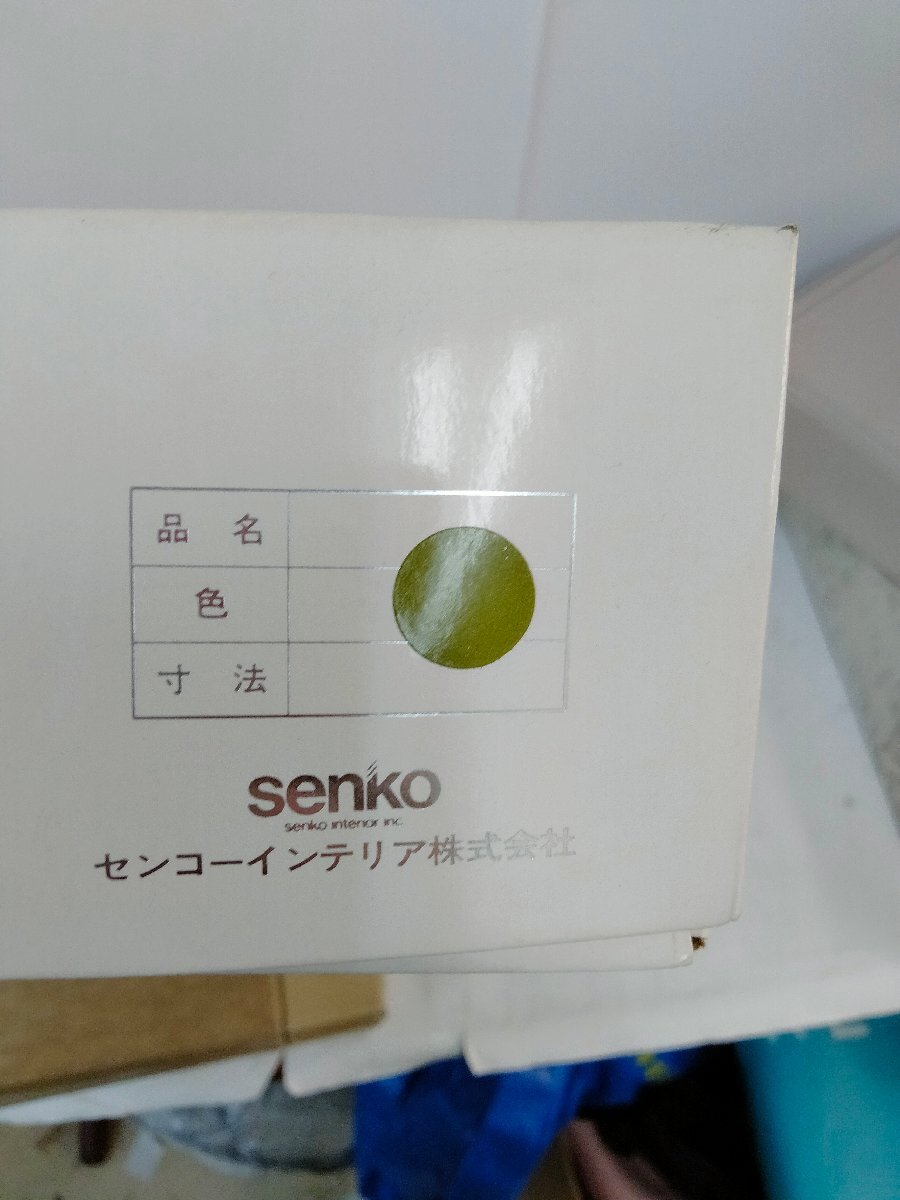 品 名
色
寸 法
senko
senko interior inc.
センコーインテリア株式会社